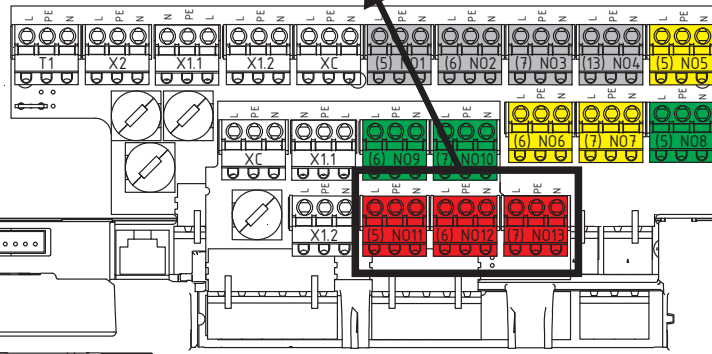 L PE N L PE N N PE L L PE N L PE N L PE N L PE N L PE N L PE N L PE N
T1 X2 X1.1 X1.2 XC (5) NO1 (6) NO2 (7) NO3 (13) NO4 (5) NO5
L PE N L PE N L PE N
(6) NO6 (7) NO7 (5) NO8
L PE N L PE N L PE N L PE N
XC X1.1 (6) NO9 (7) NO10
L PE N L PE N L PE N L PE N
X1.2 (5) NO11 (6) NO12 (7) NO13